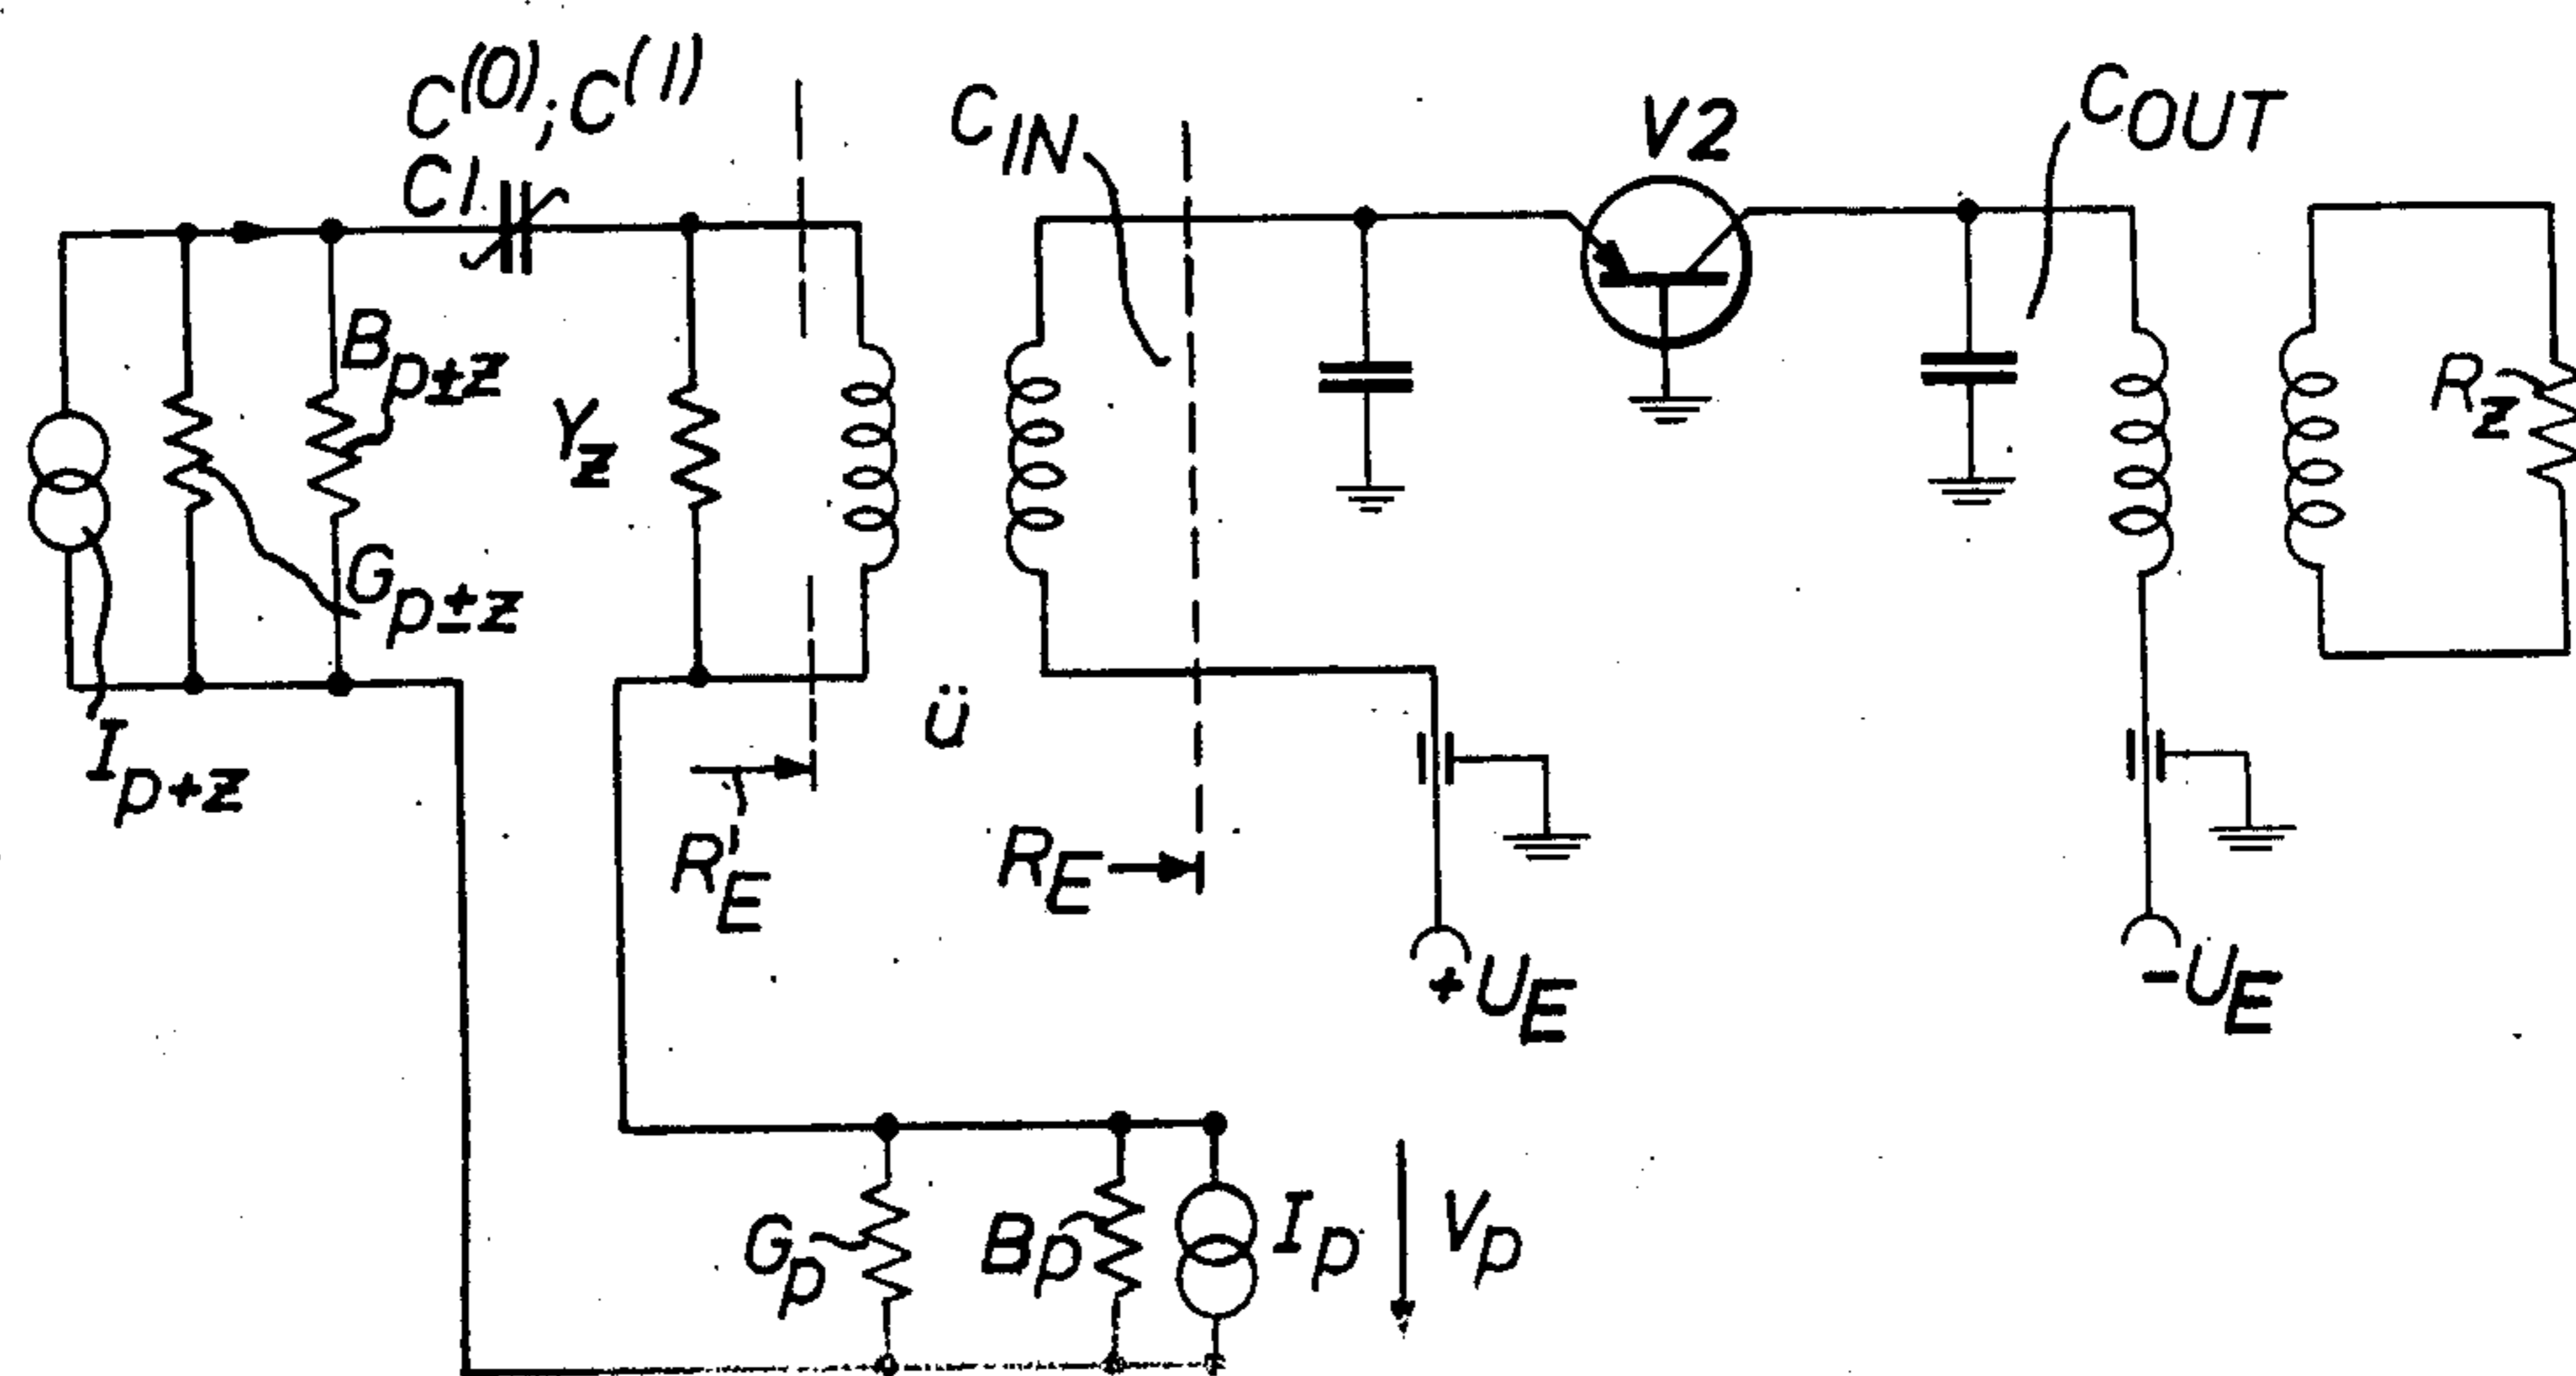 C(0); C(1)
C1
CIN
V2
COUT
Bp±z
Yz
Rz
Gp±z
Ip+z
ü
R'E
RE
+UE
-UE
Gp
Bp
Ip
Vp